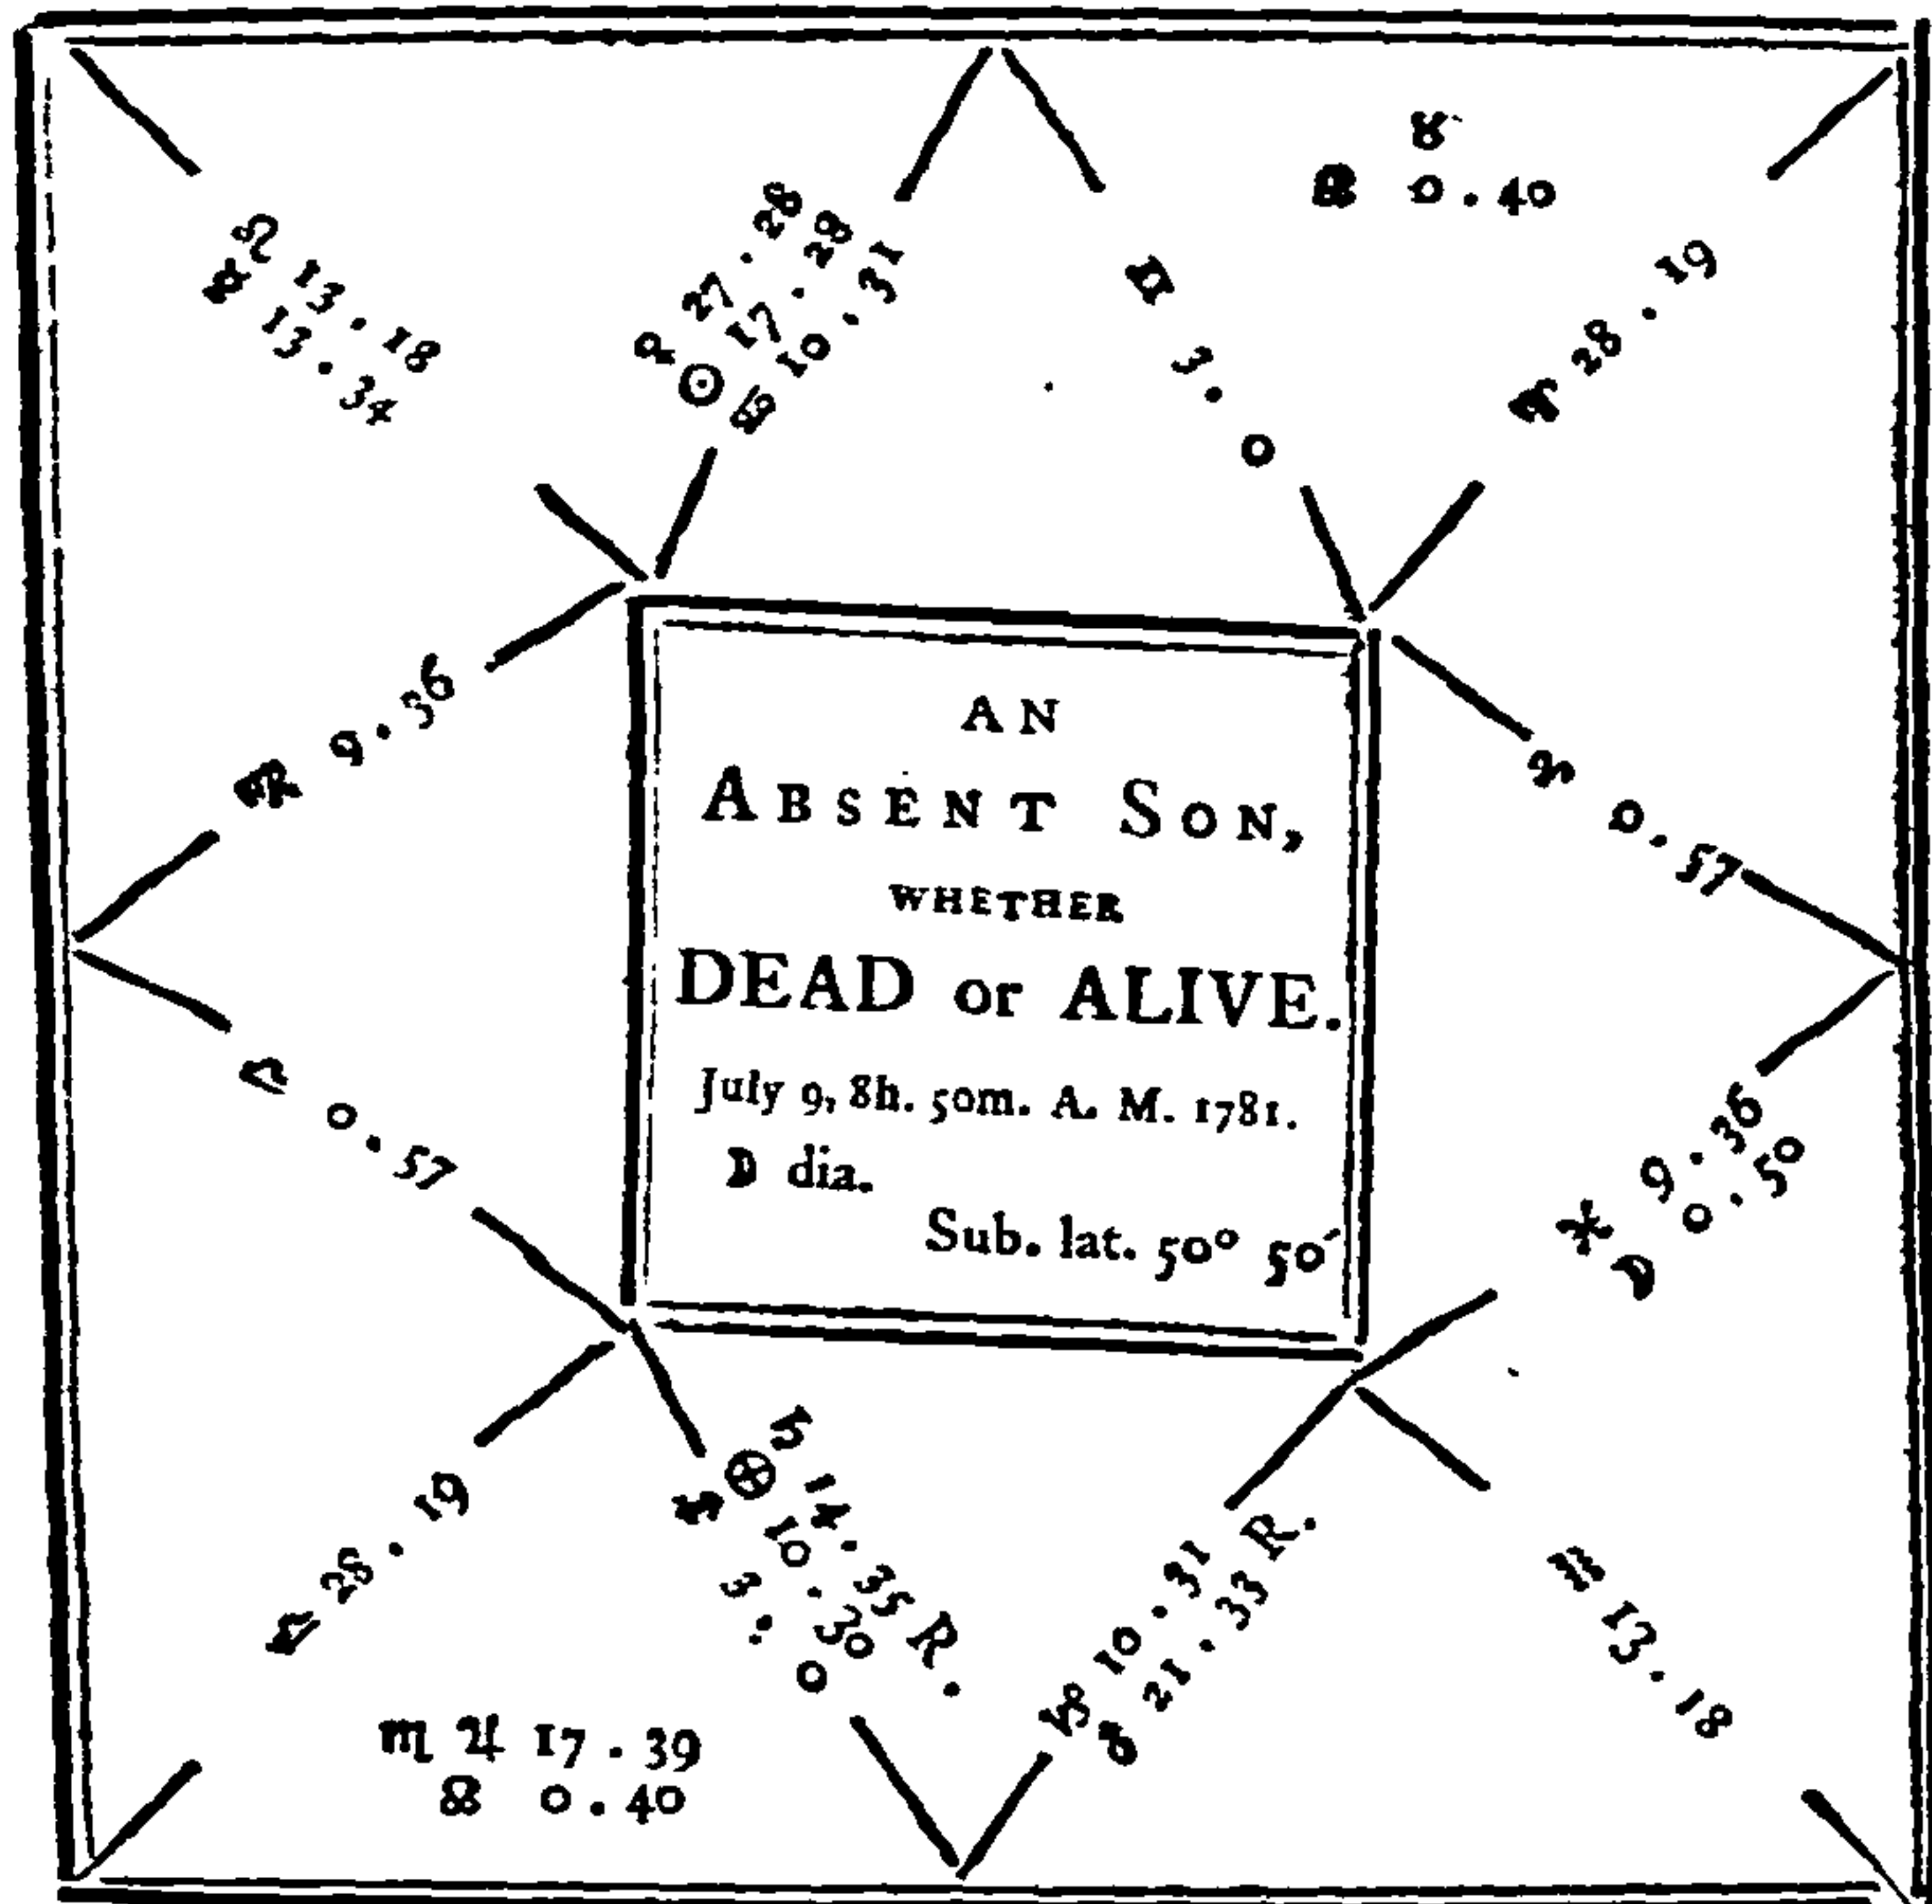 ♌ 13.18
☿ 13.34
♀ 27.28
☉ 17.28
♋ 10.31
♊ 3.0
☋ 0.40
28.19
9.36
0.57
AN
ABSENT SON,
WHETHER
DEAD or ALIVE.
July 9, 8h. 50m. A. M. 1781.
☽ dia.
Sub. lat. 50° 50′
♎ 0.57
9.36
☽ 0.50
28.19
♄ 14.35 R.
⊕ 10.30
♐ 3.0
♑ 10.31
♂ 21.33 R.
♒ 13.18
♏ ♃ 17.39
0.40